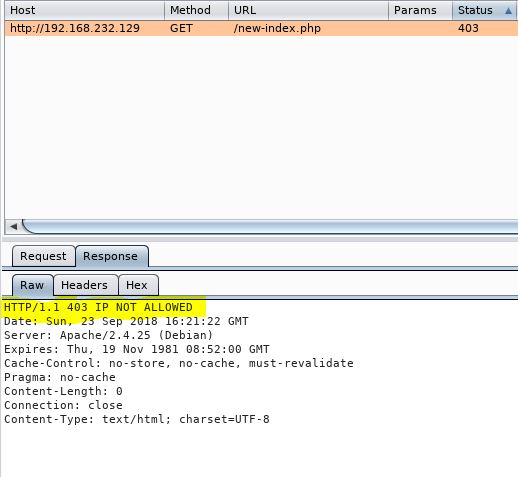 Host Method URL Params Status
http://192.168.232.129 GET /new-index.php 403
Request Response
Raw Headers Hex
HTTP/1.1 403 IP NOT ALLOWED
Date: Sun, 23 Sep 2018 16:21:22 GMT
Server: Apache/2.4.25 (Debian)
Expires: Thu, 19 Nov 1981 08:52:00 GMT
Cache-Control: no-store, no-cache, must-revalidate
Pragma: no-cache
Content-Length: 0
Connection: close
Content-Type: text/html; charset=UTF-8